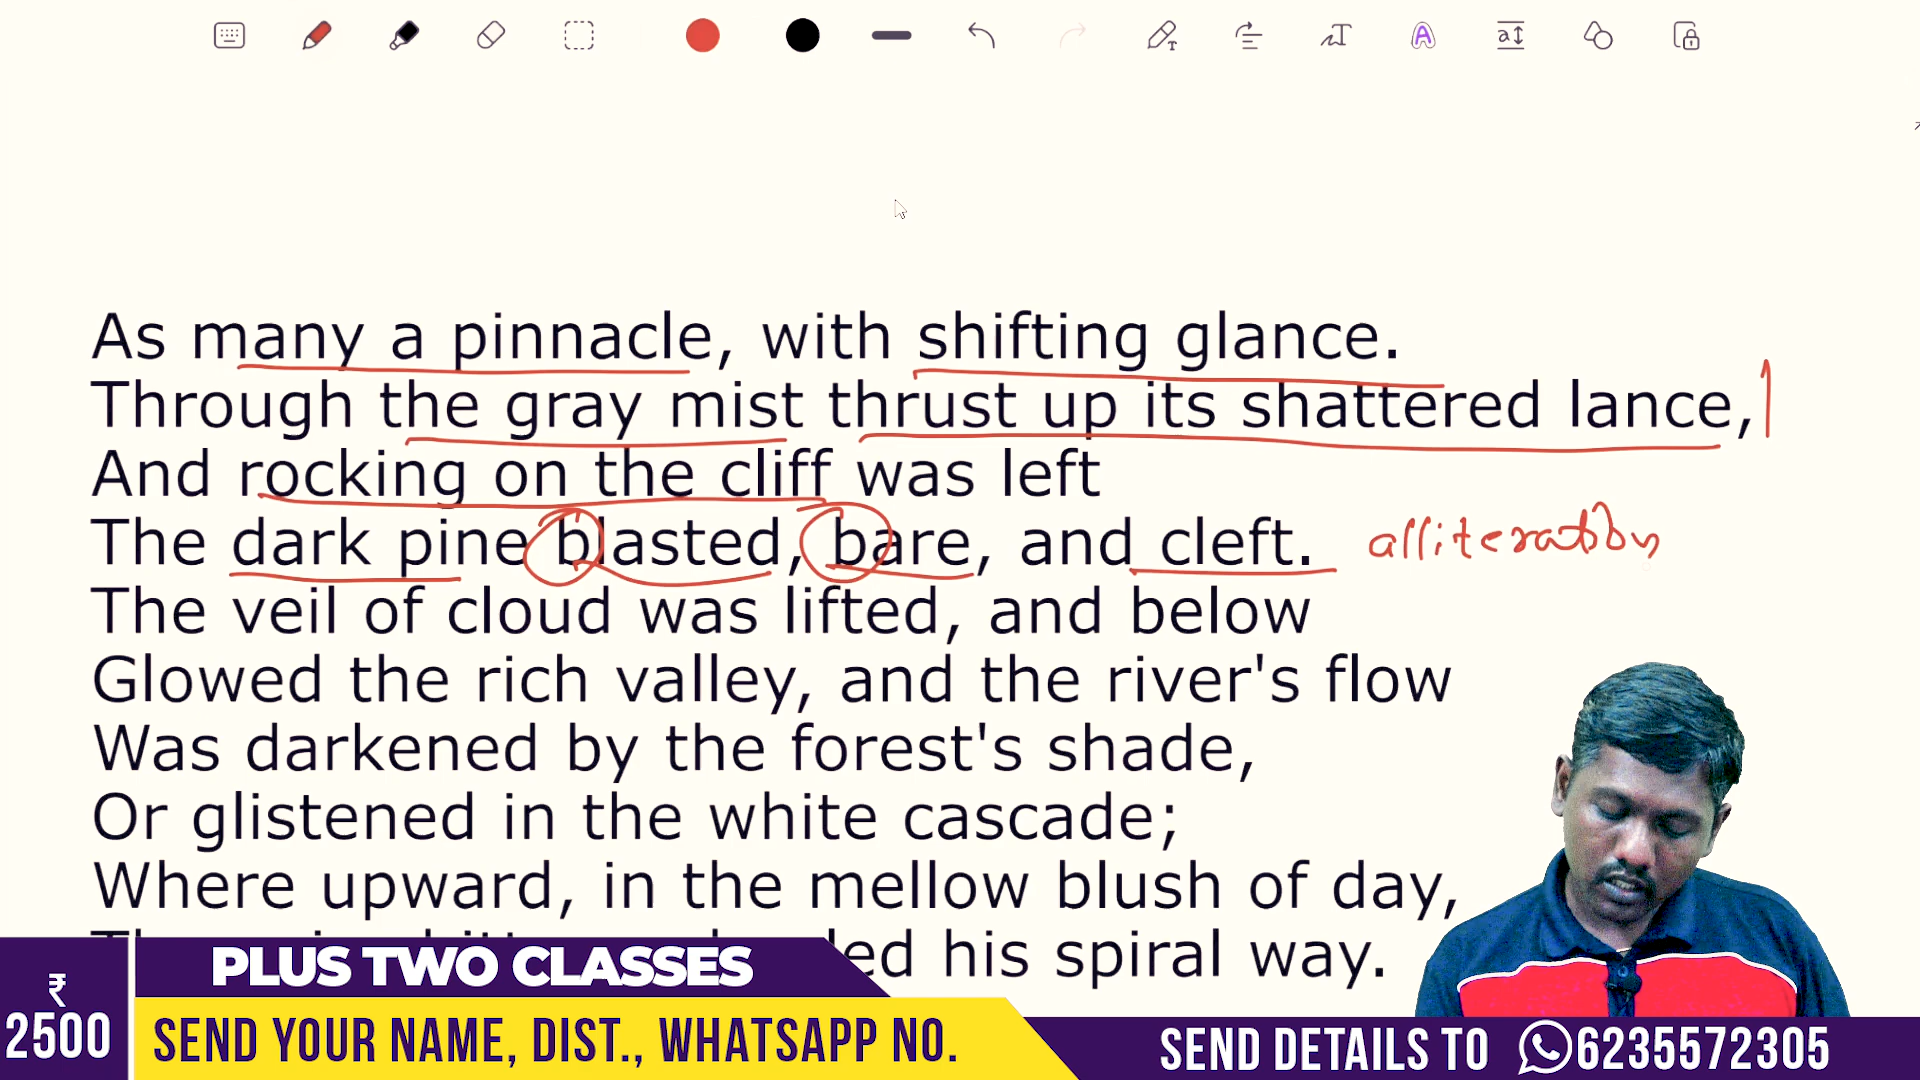 As many a pinnacle, with shifting glance.
Through the gray mist thrust up its shattered lance,
And rocking on the cliff was left
The dark pine blasted, bare, and cleft. alliteration
The veil of cloud was lifted, and below
Glowed the rich valley, and the river's flow
Was darkened by the forest's shade,
Or glistened in the white cascade;
Where upward, in the mellow blush of day,
his spiral way.
PLUS TWO CLASSES
₹
2500
SEND YOUR NAME, DIST., WHATSAPP NO.
SEND DETAILS TO 6235572305